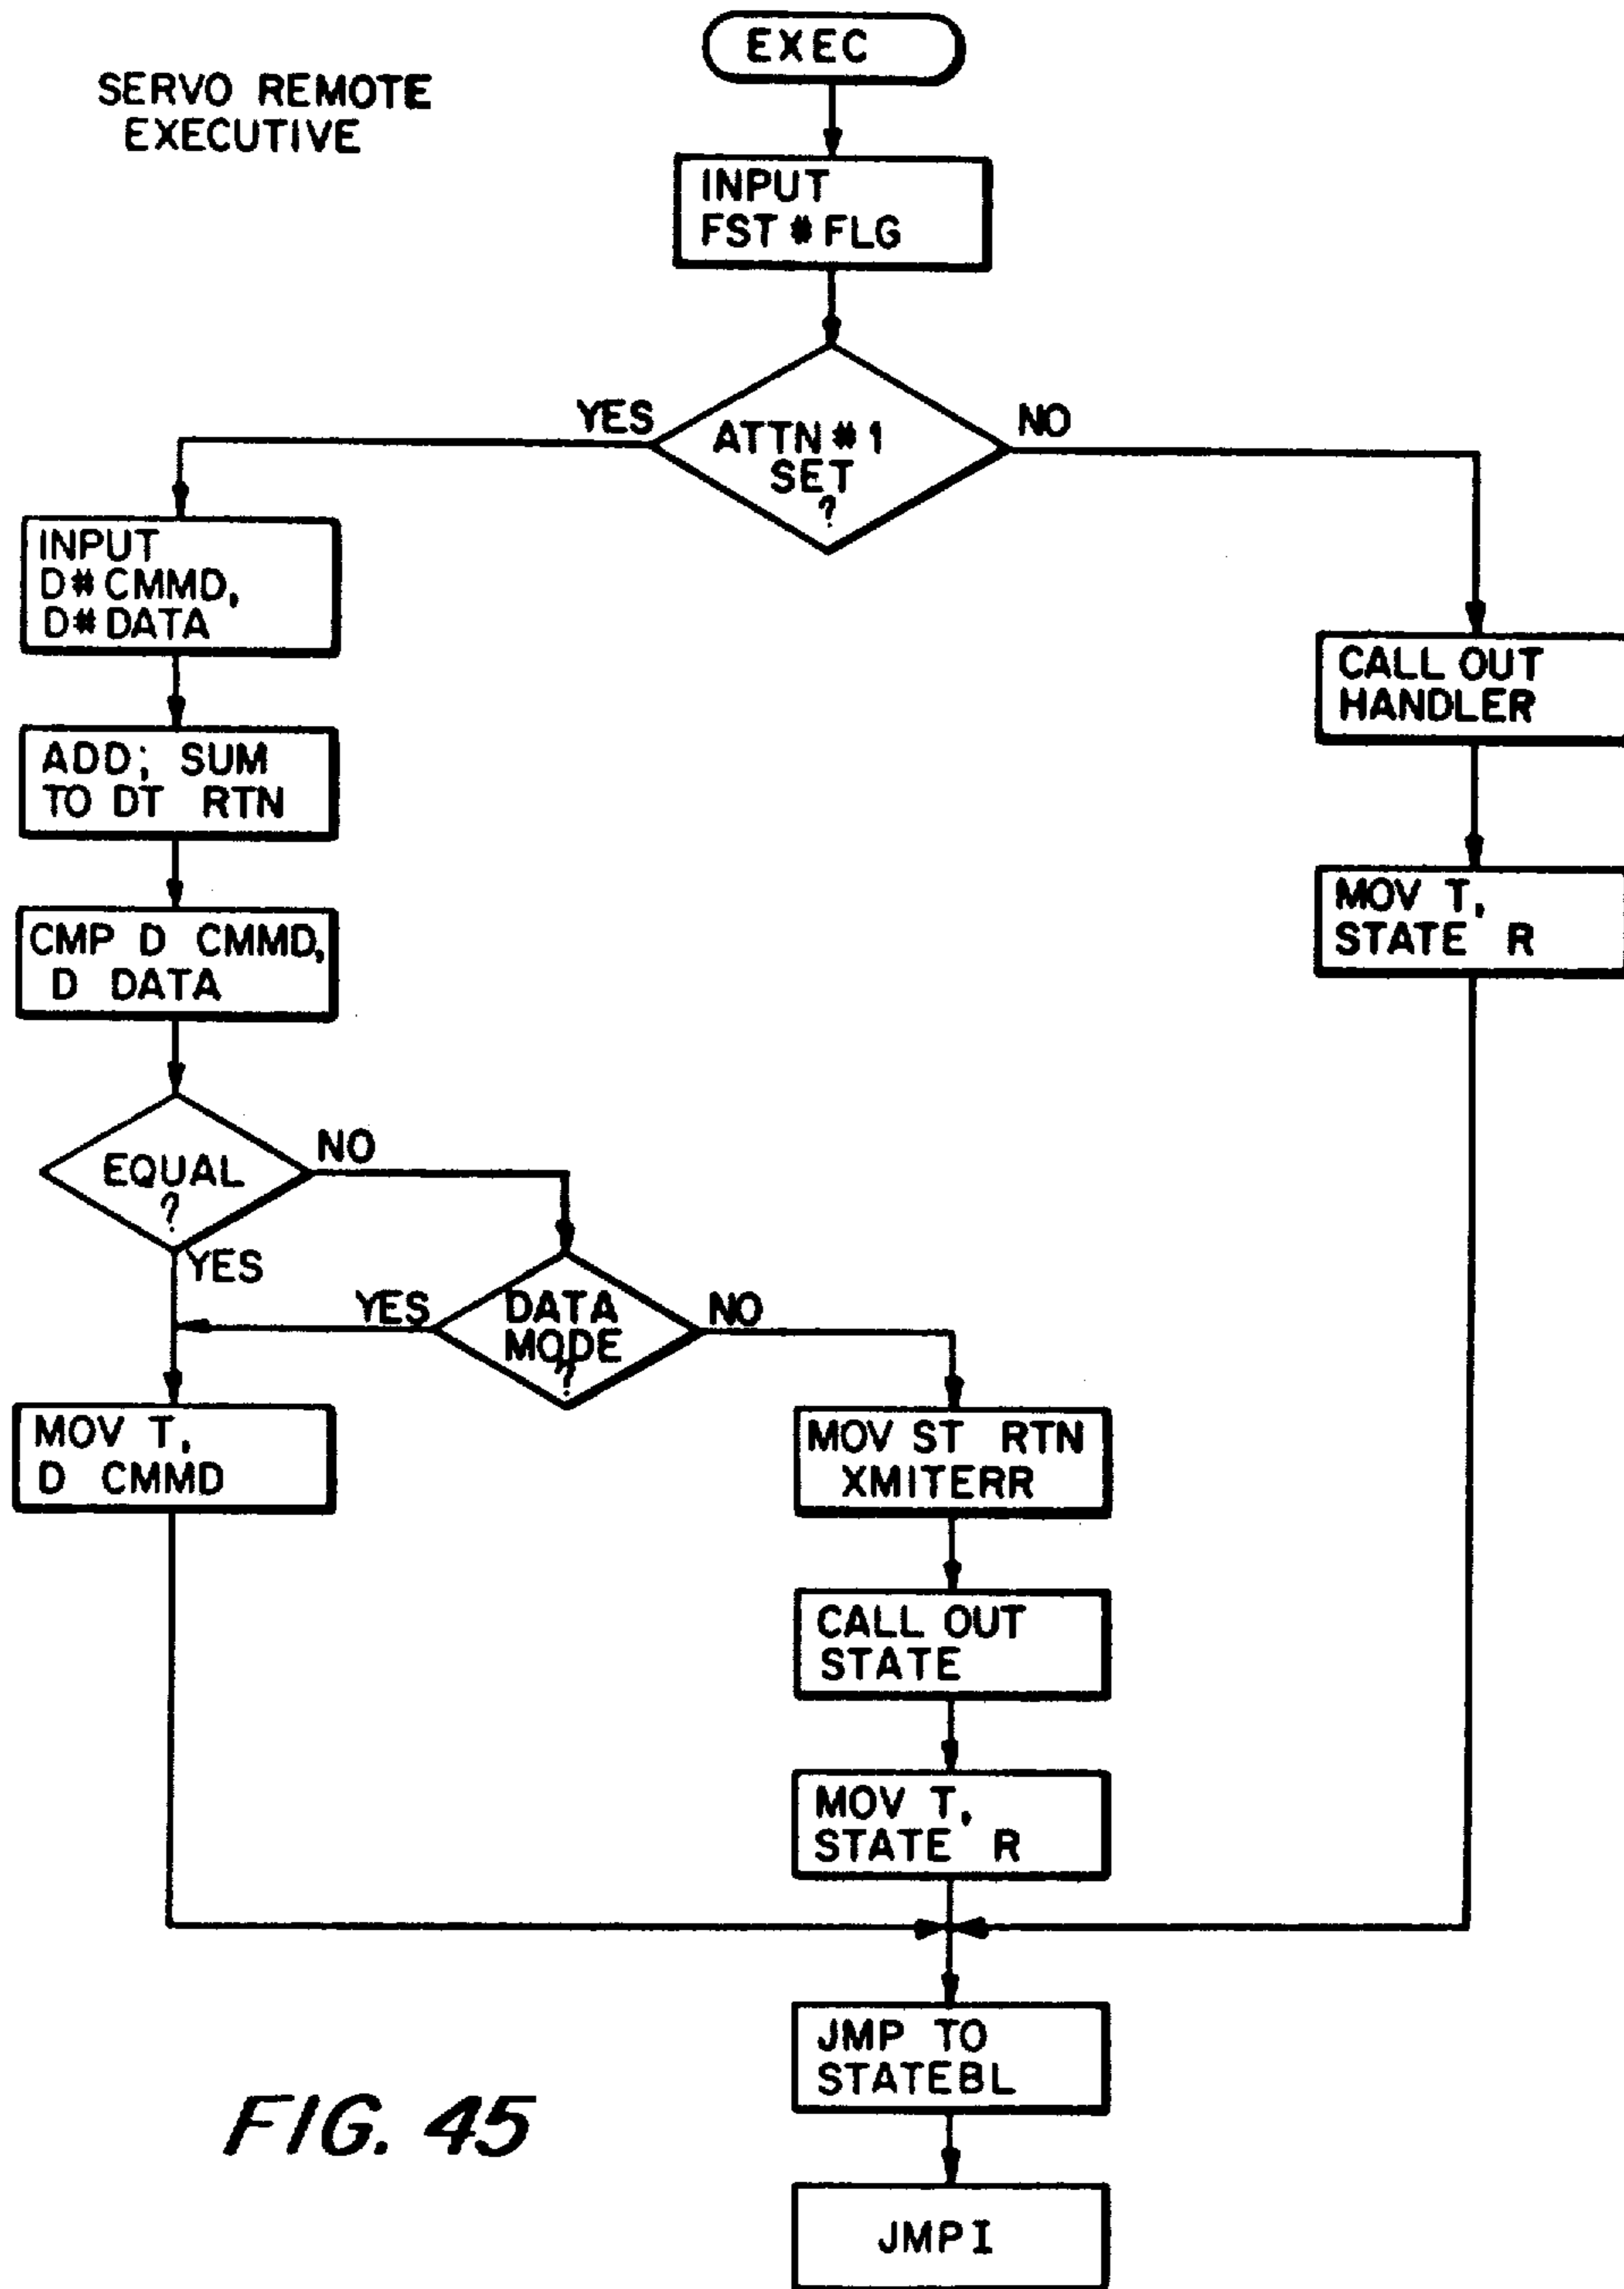 SERVO REMOTE
EXECUTIVE
EXEC
INPUT
FST # FLG
ATTN # 1
SET
?
YES
NO
INPUT
D# CMMD,
D# DATA
ADD; SUM
TO DT RTN
CMP D CMMD,
D DATA
EQUAL
?
NO
YES
DATA
MODE
?
YES
NO
MOV T,
D CMMD
MOV ST RTN
XMITERR
CALL OUT
STATE
MOV T,
STATE R
CALL OUT
HANDLER
MOV T,
STATE R
JMP TO
STATEBL
JMPI
FIG. 45